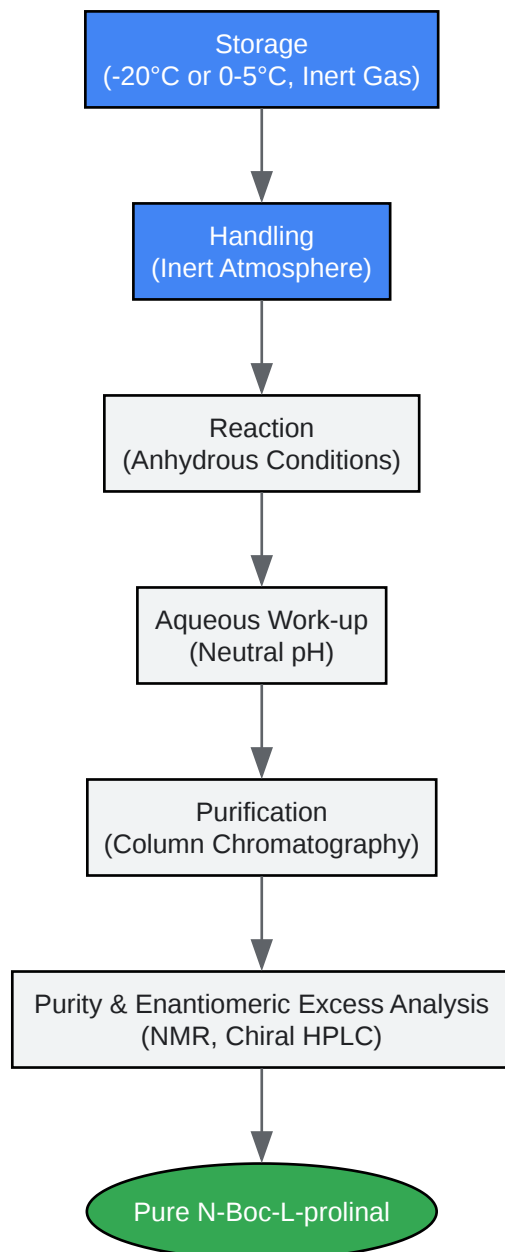 Storage
(-20°C or 0-5°C, Inert Gas)
Handling
(Inert Atmosphere)
Reaction
(Anhydrous Conditions)
Aqueous Work-up
(Neutral pH)
Purification
(Column Chromatography)
Purity & Enantiomeric Excess Analysis
(NMR, Chiral HPLC)
Pure N-Boc-L-prolinal